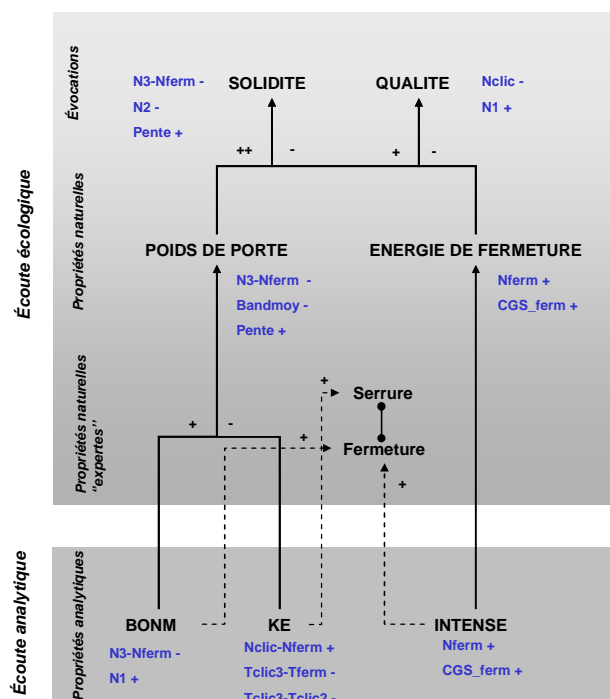 Écoute écologique
Évocations
N3-Nferm -
N2 -
Pente +
SOLIDITE
QUALITE
Nclic -
N1 +
++
-
+
-
Propriétés naturelles
POIDS DE PORTE
ENERGIE DE FERMETURE
N3-Nferm -
Bandmoy -
Pente +
Nferm +
CGS_ferm +
Propriétés naturelles
"expertes"
+
-
+
+
Serrure
Fermeture
+
Écoute analytique
Propriétés analytiques
BONM
KE
INTENSE
N3-Nferm -
N1 +
Nclic-Nferm +
Tclic3-Tferm -
Tclic3-Tclic2 -
Nferm +
CGS_ferm +